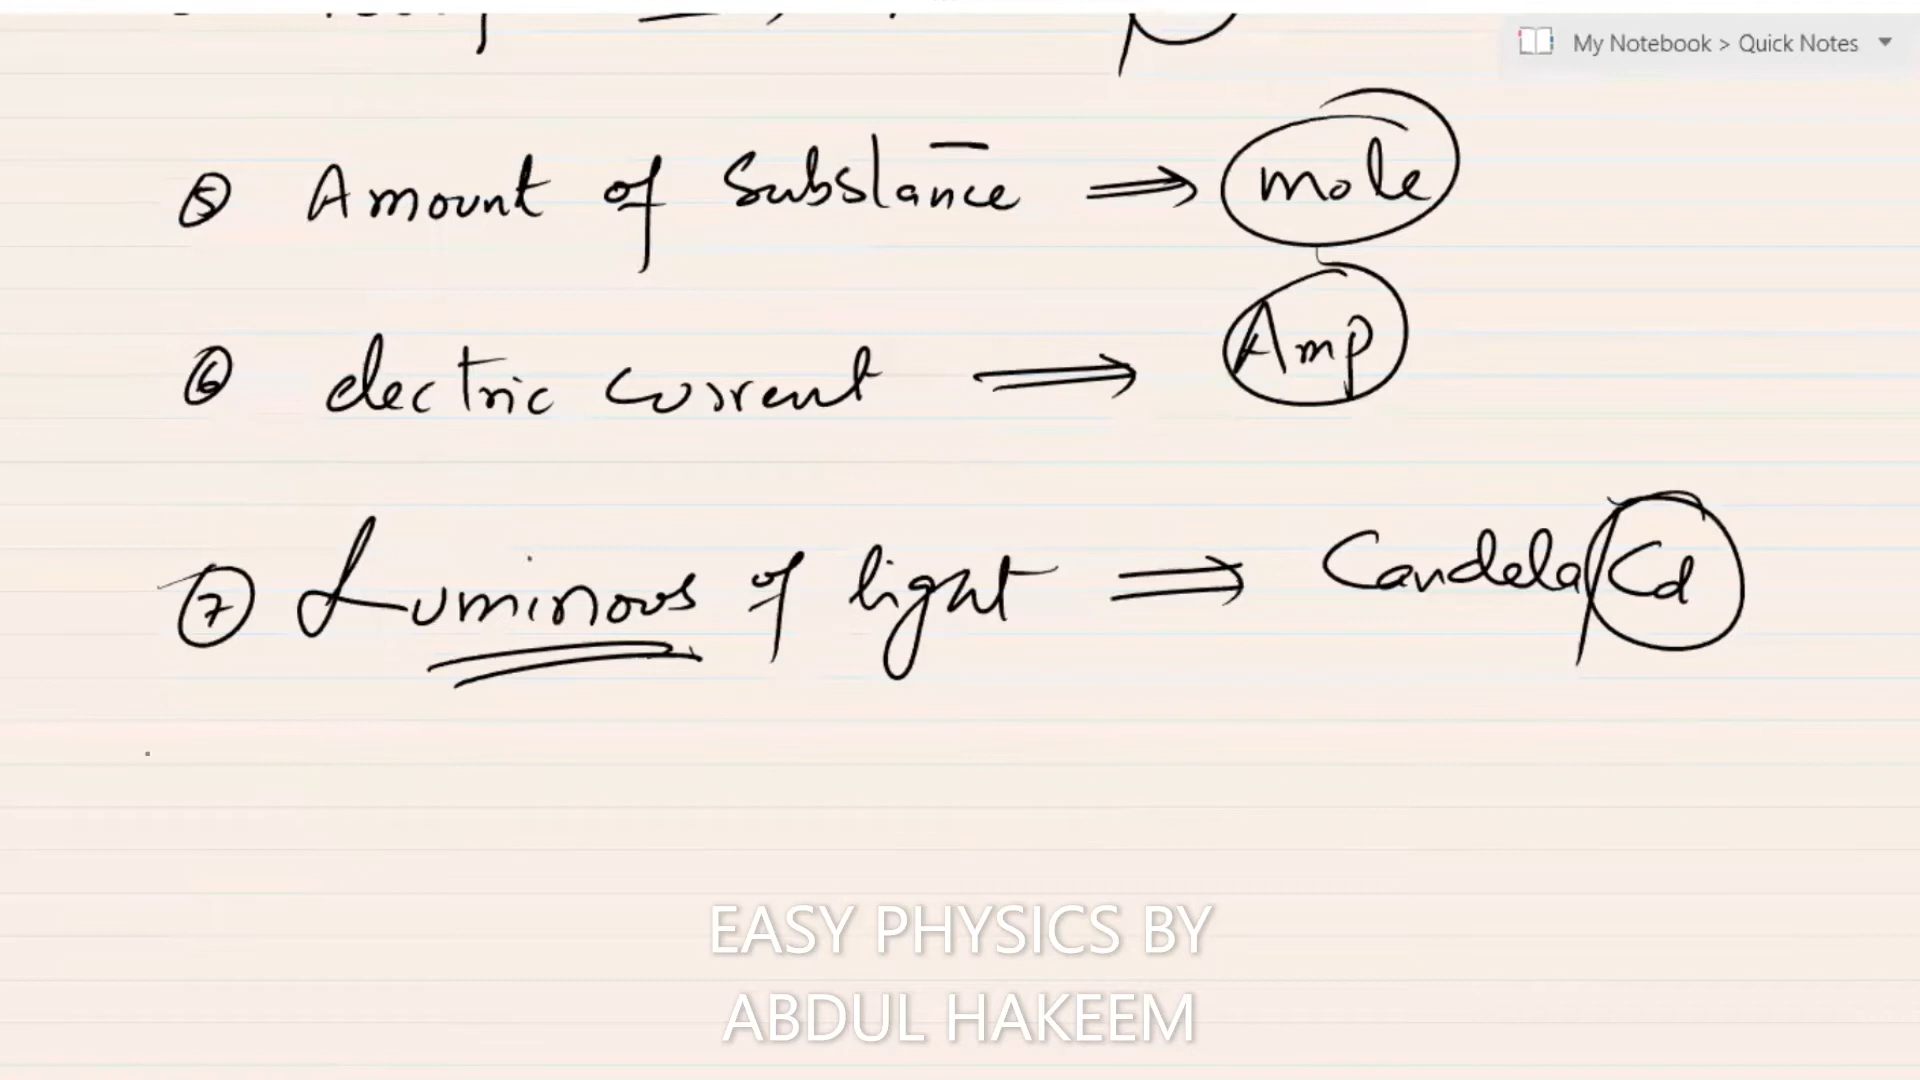 My Notebook > Quick Notes
5 Amount of Substance ⇒ mole
6 electric current ⇒ Amp
7 Luminous of light ⇒ Candela/Cd
EASY PHYSICS BY
ABDUL HAKEEM